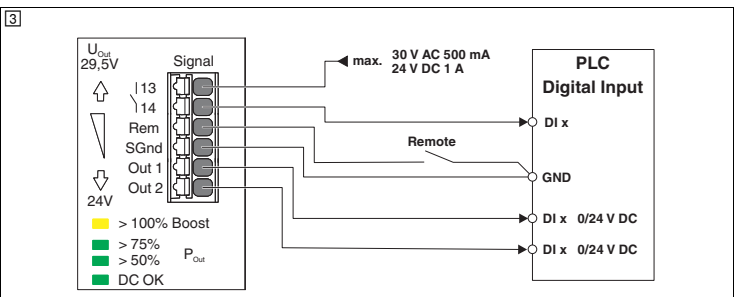 3
U Out
29,5V
Signal
13
14
Rem
SGnd
Out 1
Out 2
24V
> 100% Boost
> 75%
> 50%
P Out
DC OK
max. 30 V AC 500 mA
24 V DC 1 A
Remote
PLC
Digital Input
DI x
GND
DI x 0/24 V DC
DI x 0/24 V DC